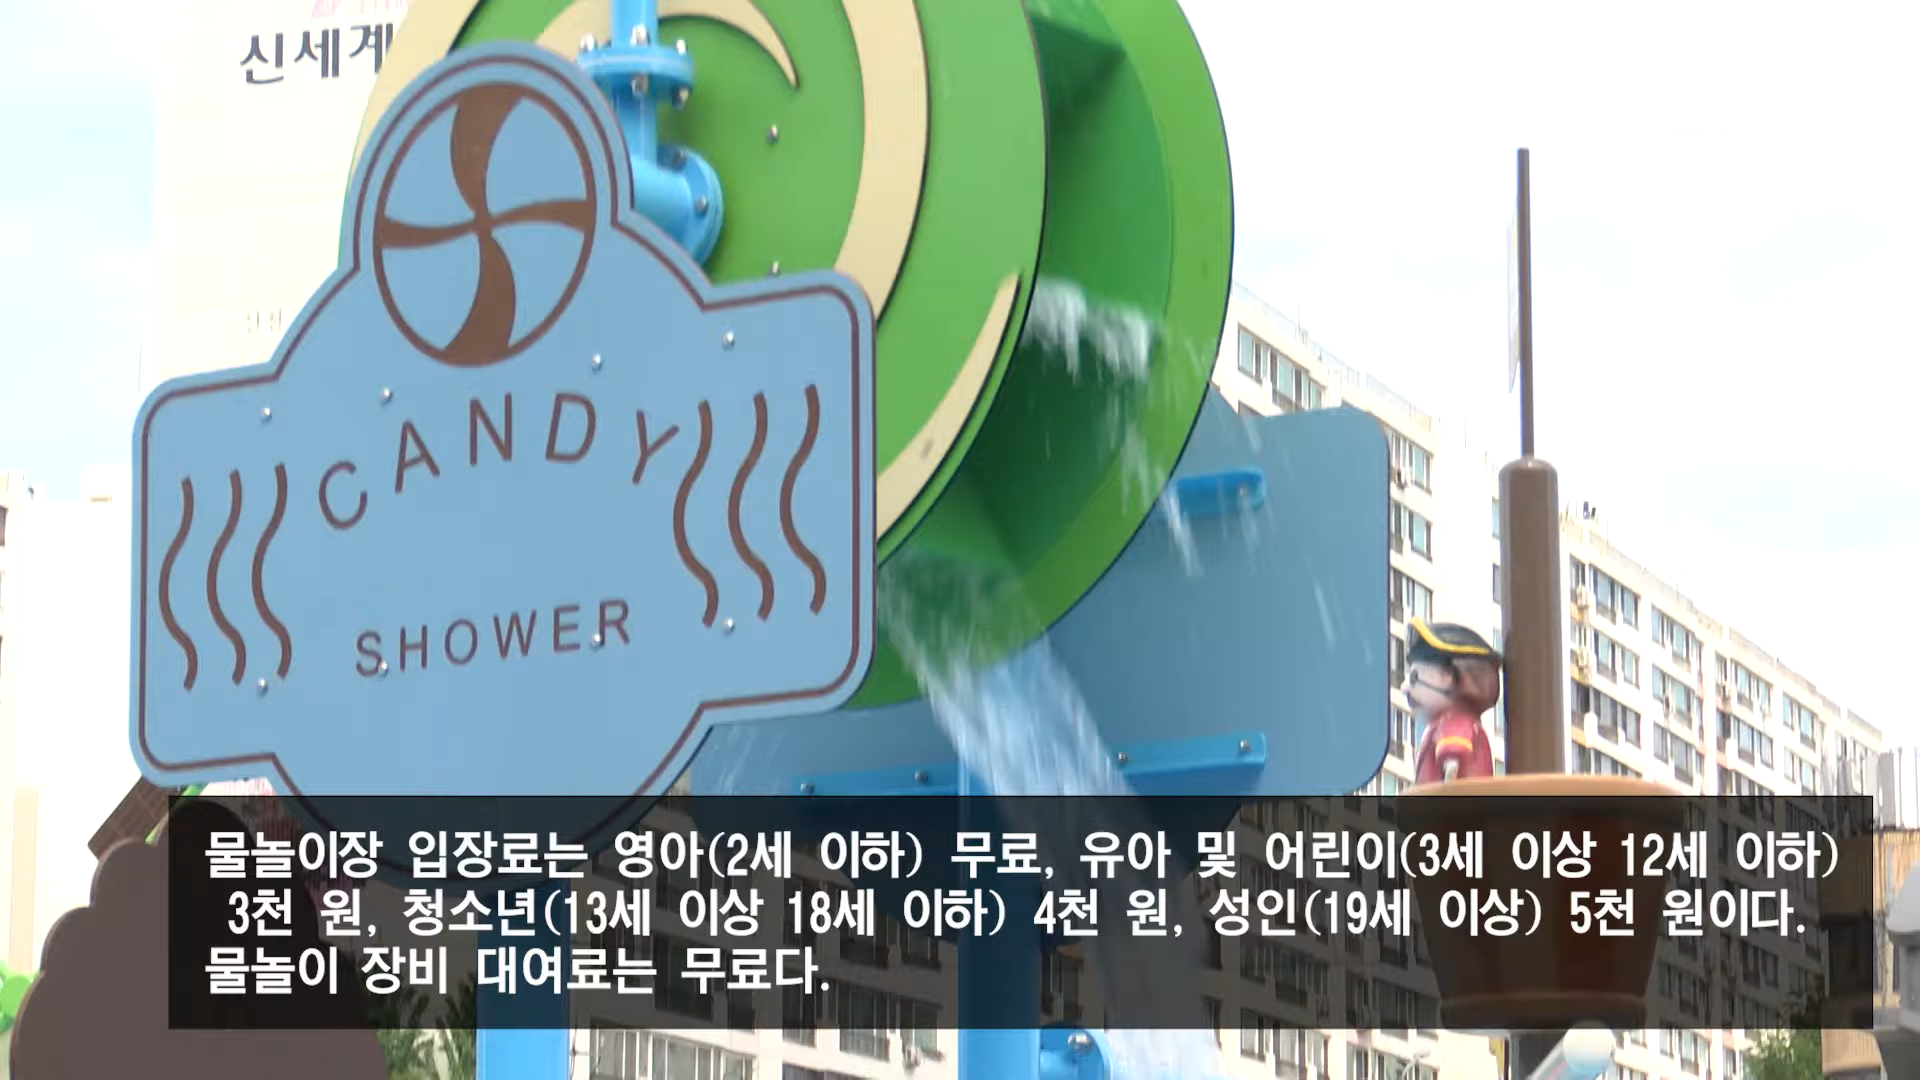 신세계
CANDY
SHOWER
물놀이장 입장료는 영아(2세 이하) 무료, 유아 및 어린이(3세 이상 12세 이하)
3천 원, 청소년(13세 이상 18세 이하) 4천 원, 성인(19세 이상) 5천 원이다.
물놀이 장비 대여료는 무료다.